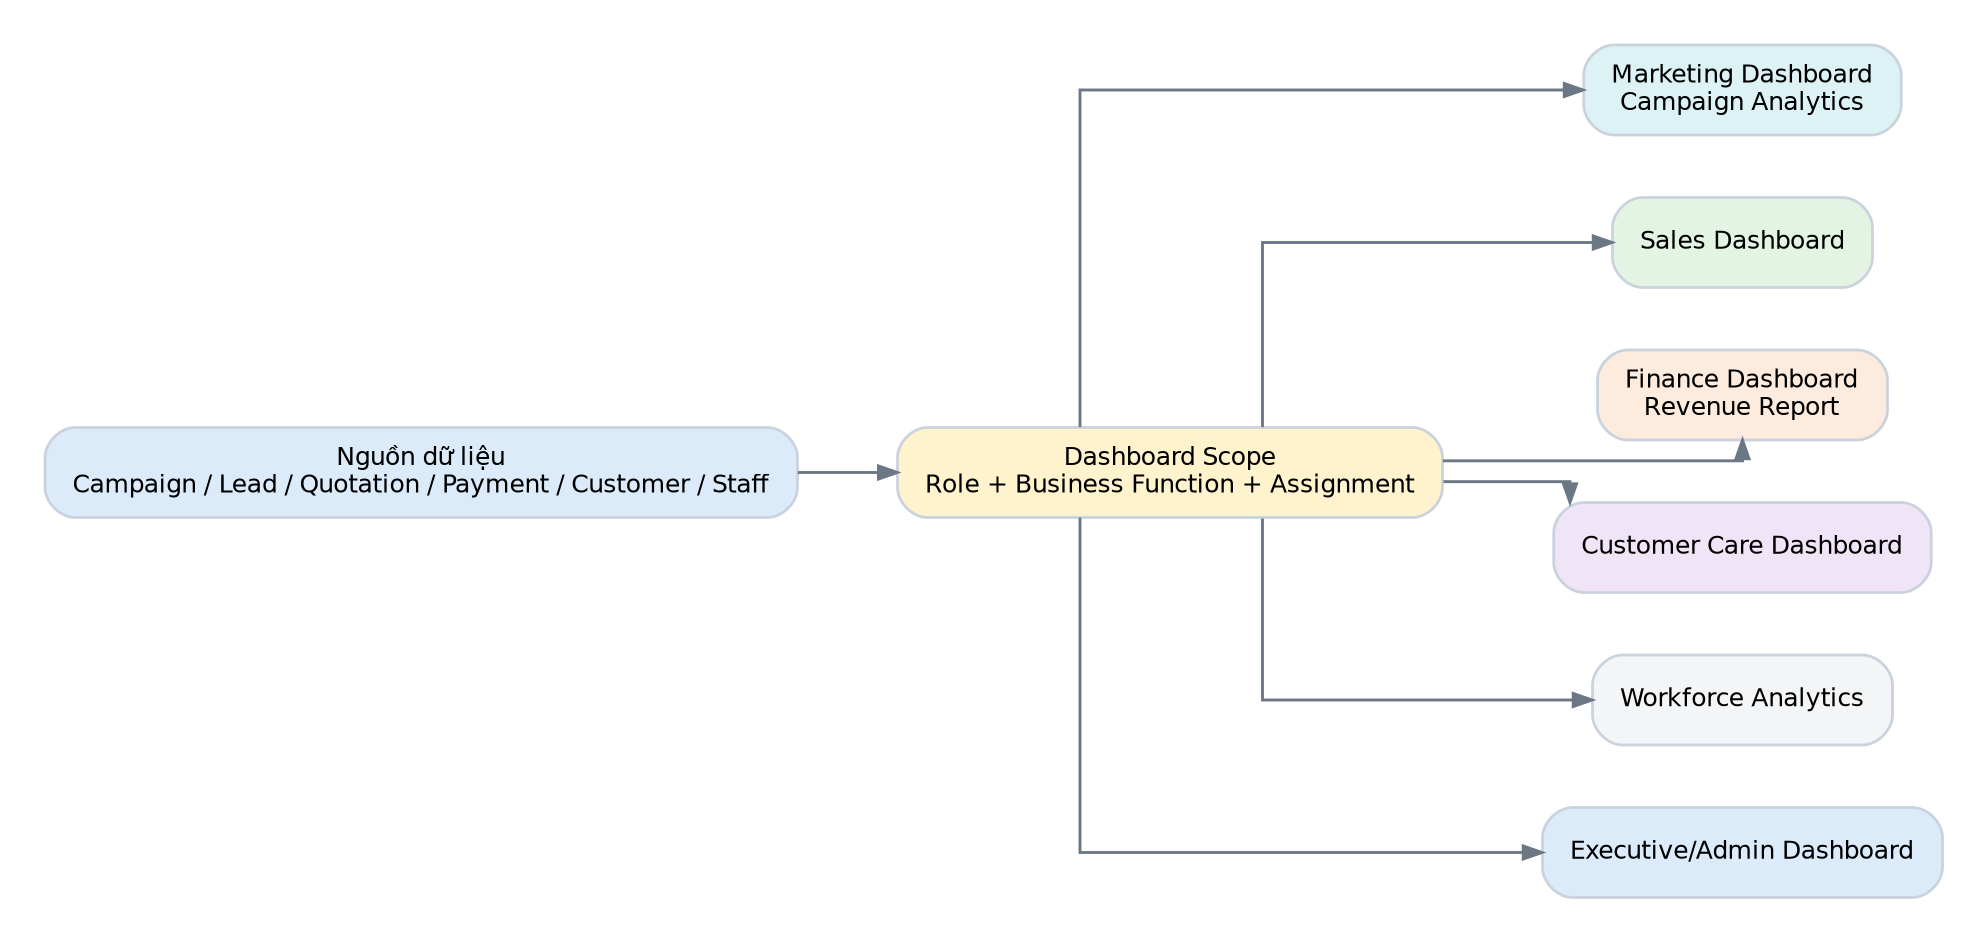 Nguồn dữ liệu
Campaign / Lead / Quotation / Payment / Customer / Staff
Dashboard Scope
Role + Business Function + Assignment
Marketing Dashboard
Campaign Analytics
Sales Dashboard
Finance Dashboard
Revenue Report
Customer Care Dashboard
Workforce Analytics
Executive/Admin Dashboard